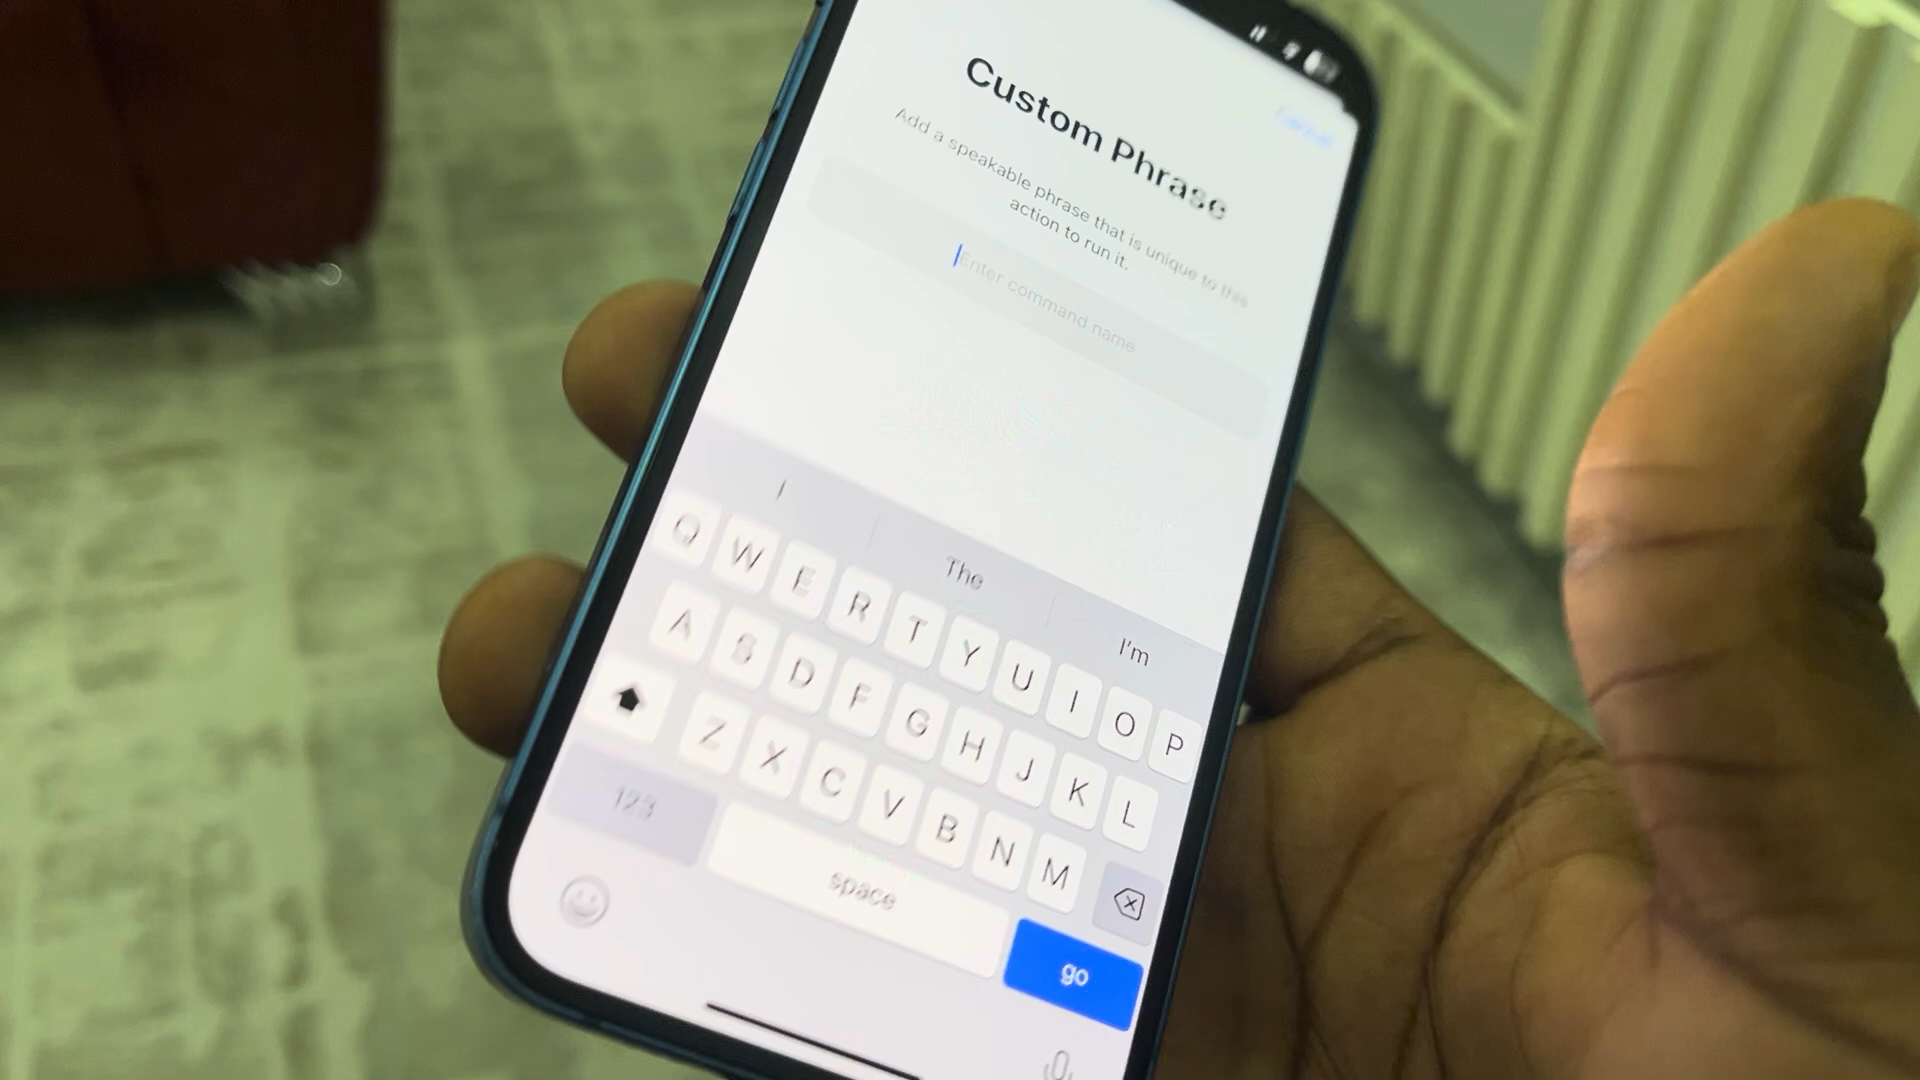 Cancel
Custom Phrase
Add a speakable phrase that is unique to this
action to run it.
Enter command name
I
The
I'm
Q W E R T Y U I O P
A S D F G H J K L
Z X C V B N M
123
space
go